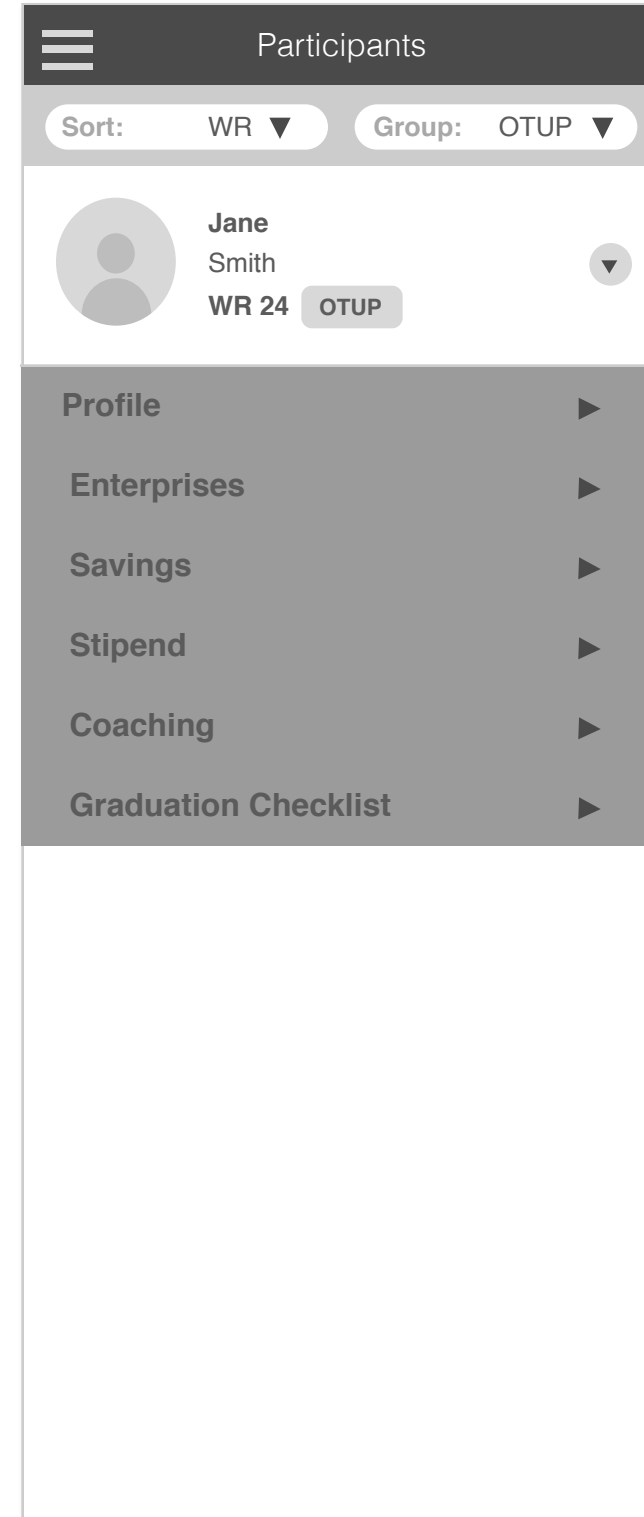 Participants
Sort: WR ▼ Group: OTUP ▼
Jane
Smith
WR 24 OTUP
Profile
Enterprises
Savings
Stipend
Coaching
Graduation Checklist